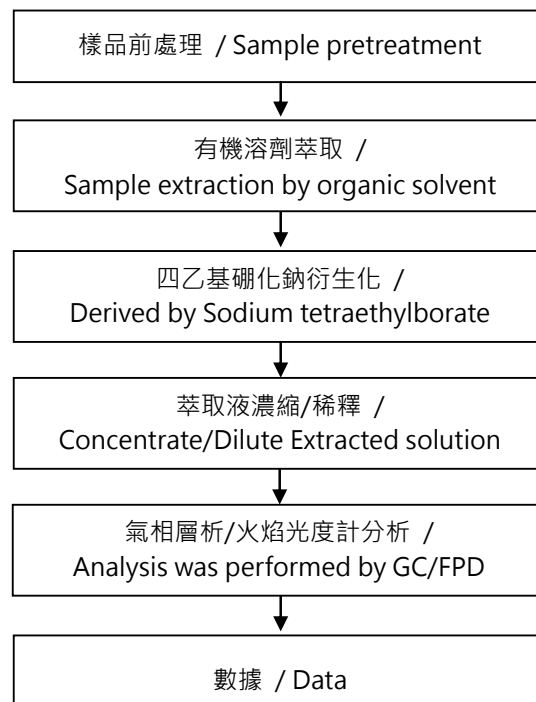 樣品前處理 / Sample pretreatment
有機溶劑萃取 /
Sample extraction by organic solvent
四乙基硼化鈉衍生化 /
Derived by Sodium tetraethylborate
萃取液濃縮/稀釋 /
Concentrate/Dilute Extracted solution
氣相層析/火焰光度計分析 /
Analysis was performed by GC/FPD
數據 / Data